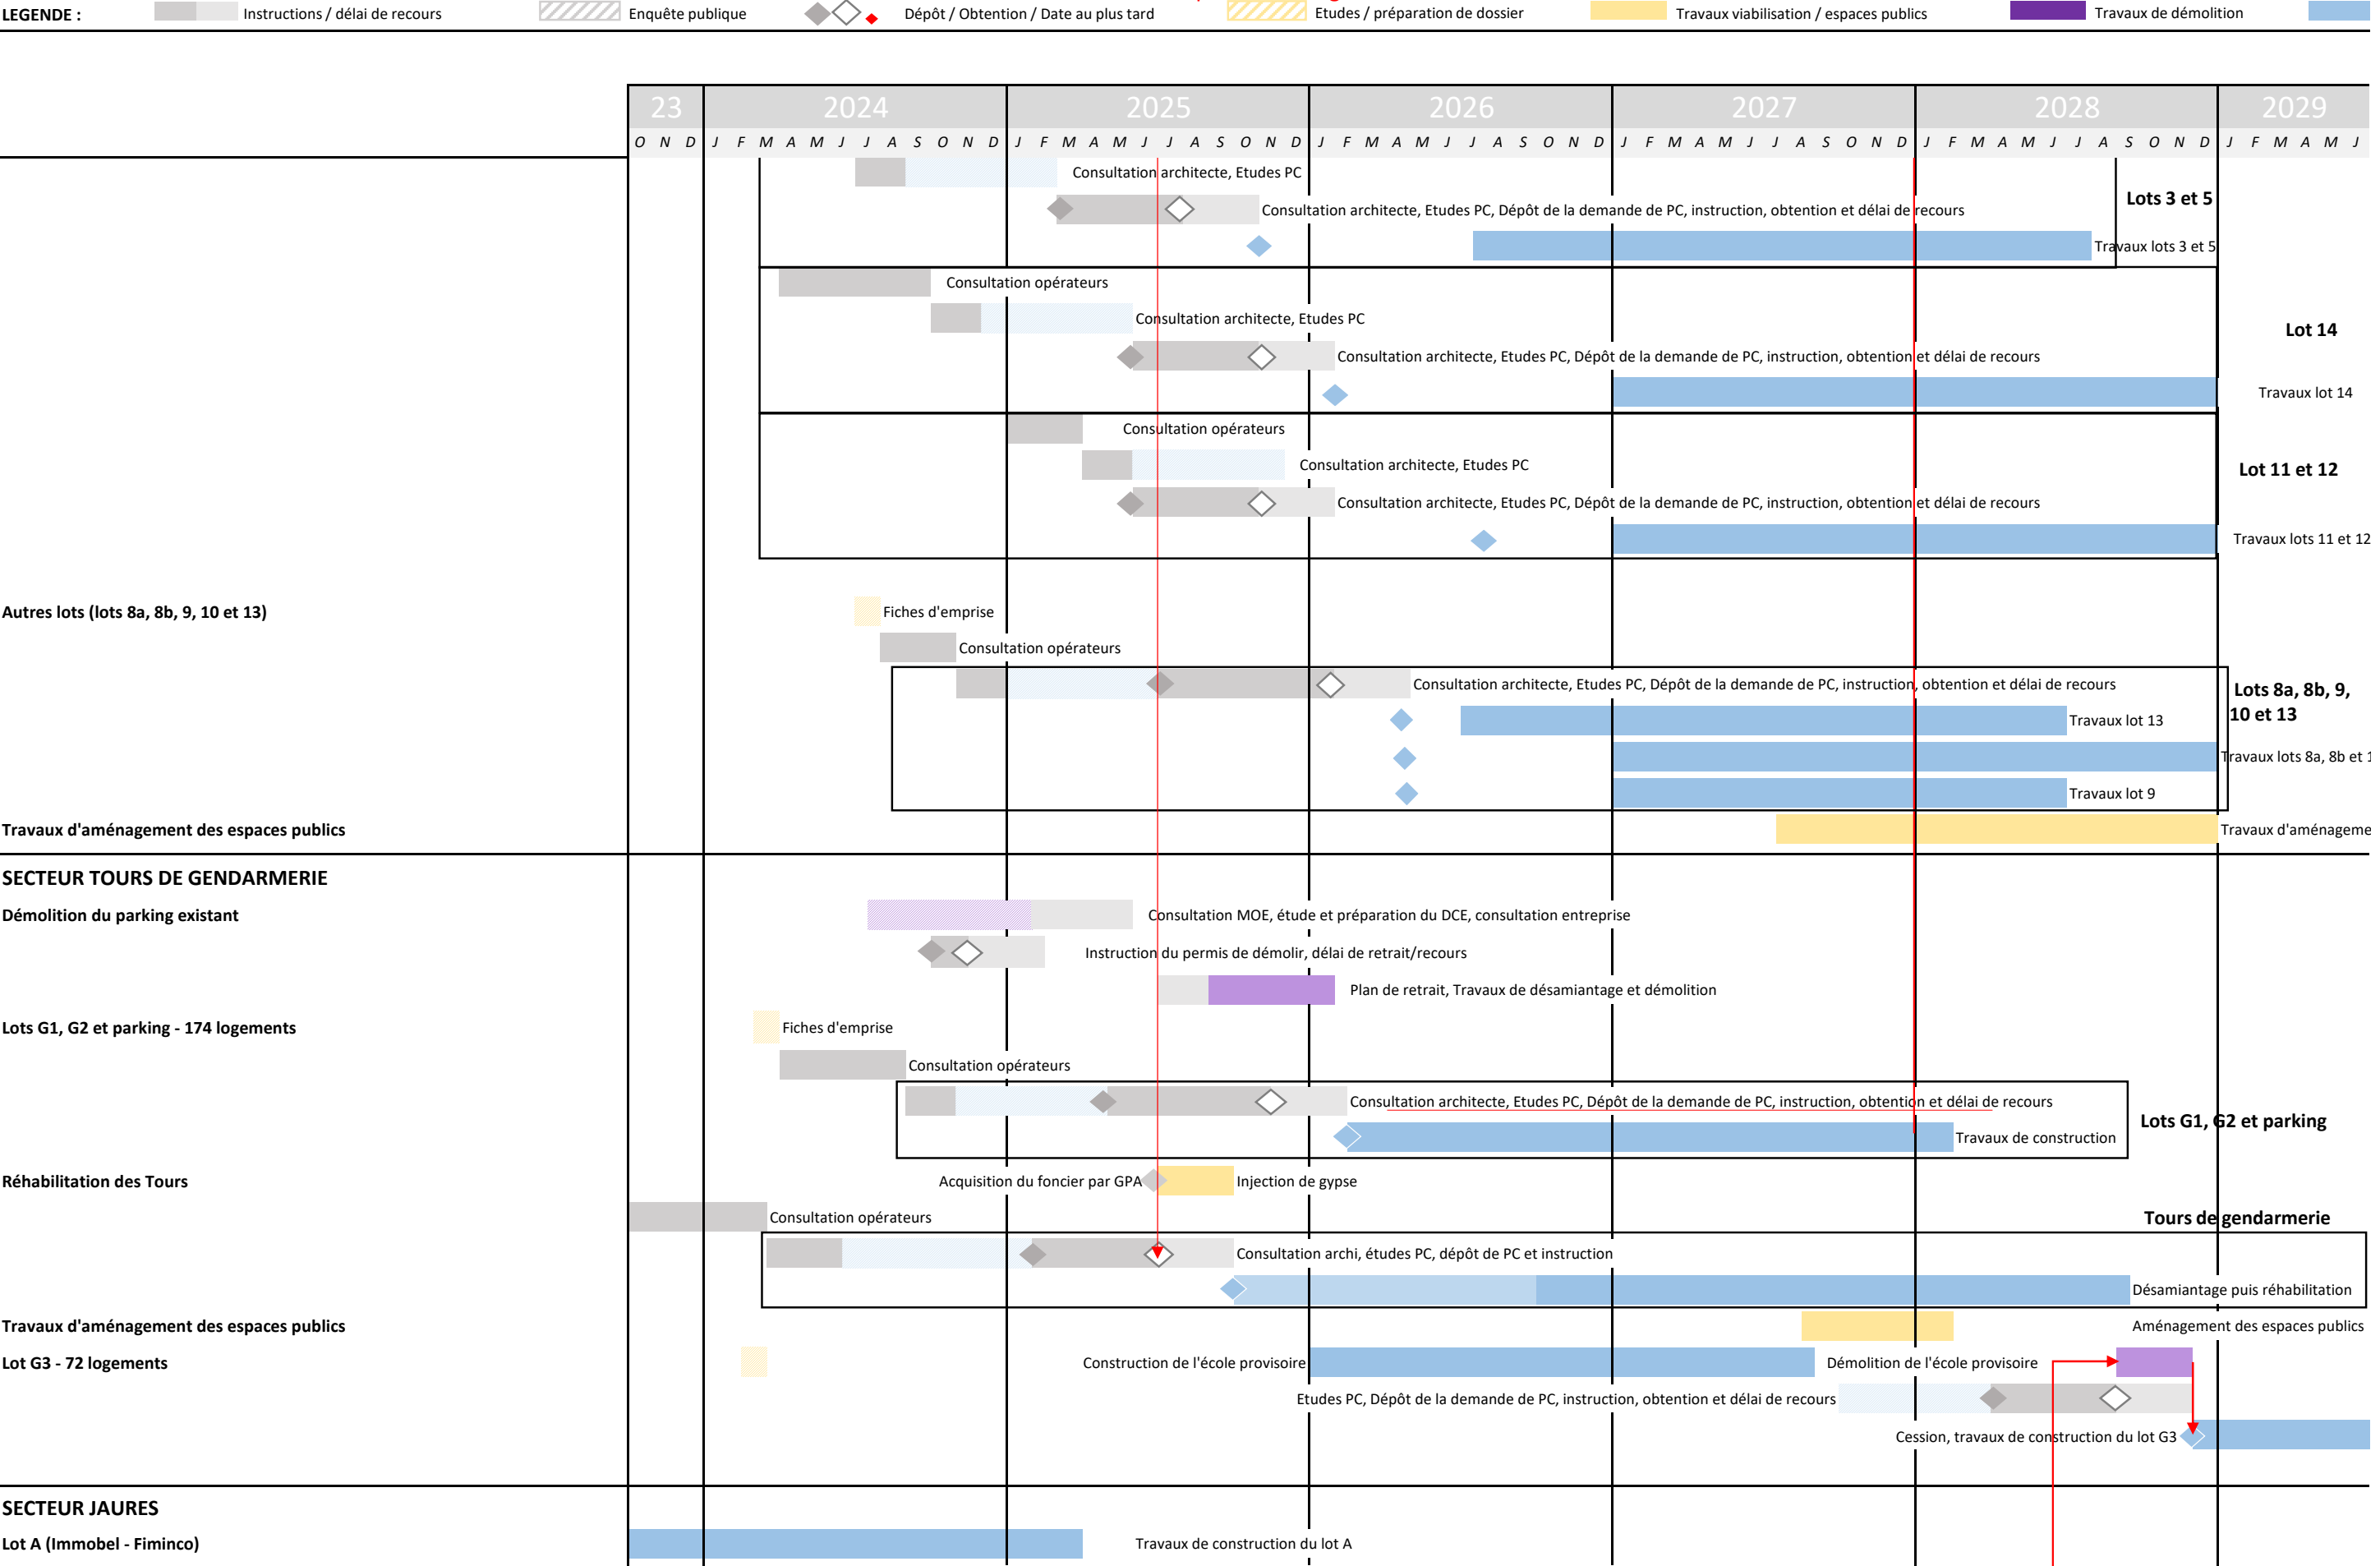 LEGENDE : Instructions / délai de recours Enquête publique Dépôt / Obtention / Date au plus tard Etudes / préparation de dossier Travaux viabilisation / espaces publics Travaux de démolition
23 2024 2025 2026 2027 2028 2029
O N D J F M A M J J A S O N D J F M A M J J A S O N D J F M A M J J A S O N D J F M A M J J A S O N D J F M A M J J A S O N D J F M A M J
Consultation architecte, Etudes PC
Lots 3 et 5
Consultation architecte, Etudes PC, Dépôt de la demande de PC, instruction, obtention et délai de recours
Travaux lots 3 et 5
Consultation opérateurs
Consultation architecte, Etudes PC
Lot 14
Consultation architecte, Etudes PC, Dépôt de la demande de PC, instruction, obtention et délai de recours
Travaux lot 14
Consultation opérateurs
Consultation architecte, Etudes PC
Lot 11 et 12
Consultation architecte, Etudes PC, Dépôt de la demande de PC, instruction, obtention et délai de recours
Travaux lots 11 et 12
Autres lots (lots 8a, 8b, 9, 10 et 13) Fiches d'emprise
Consultation opérateurs
Consultation architecte, Etudes PC, Dépôt de la demande de PC, instruction, obtention et délai de recours
Lots 8a, 8b, 9,
10 et 13
Travaux lot 13
Travaux lots 8a, 8b et 1
Travaux lot 9
Travaux d'aménagement des espaces publics Travaux d'aménageme
SECTEUR TOURS DE GENDARMERIE
Démolition du parking existant Consultation MOE, étude et préparation du DCE, consultation entreprise
Instruction du permis de démolir, délai de retrait/recours
Plan de retrait, Travaux de désamiantage et démolition
Lots G1, G2 et parking - 174 logements Fiches d'emprise
Consultation opérateurs
Consultation architecte, Etudes PC, Dépôt de la demande de PC, instruction, obtention et délai de recours
Lots G1, G2 et parking
Travaux de construction
Réhabilitation des Tours Acquisition du foncier par GPA Injection de gypse
Consultation opérateurs Tours de gendarmerie
Consultation archi, études PC, dépôt de PC et instruction
Désamiantage puis réhabilitation
Travaux d'aménagement des espaces publics Aménagement des espaces publics
Lot G3 - 72 logements Construction de l'école provisoire Démolition de l'école provisoire
Etudes PC, Dépôt de la demande de PC, instruction, obtention et délai de recours
Cession, travaux de construction du lot G3
SECTEUR JAURES
Lot A (Immobel - Fiminco) Travaux de construction du lot A